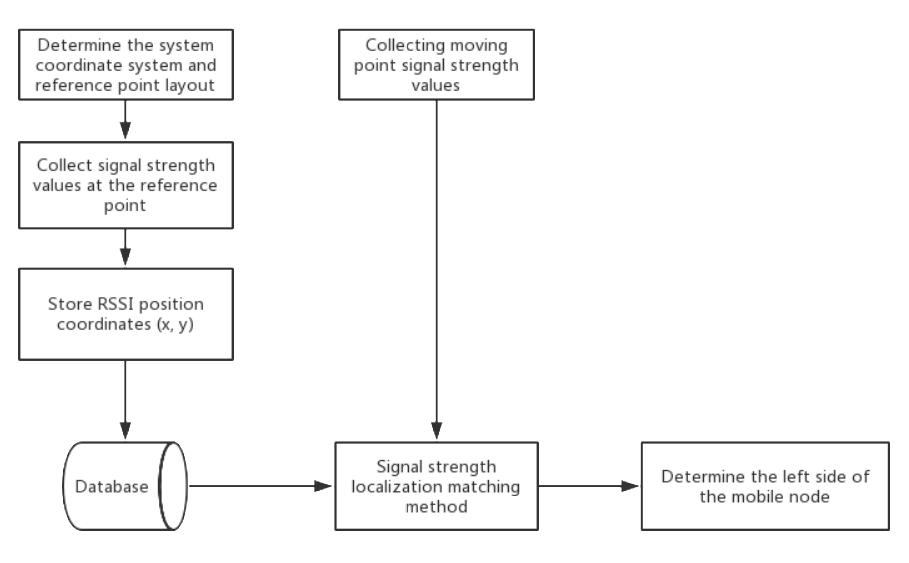 Determine the system
coordinate system and
reference point layout
Collecting moving
point signal strength
values
Collect signal strength
values at the reference
point
Store RSSI position
coordinates (x, y)
Database
Signal strength
localization matching
method
Determine the left side of
the mobile node